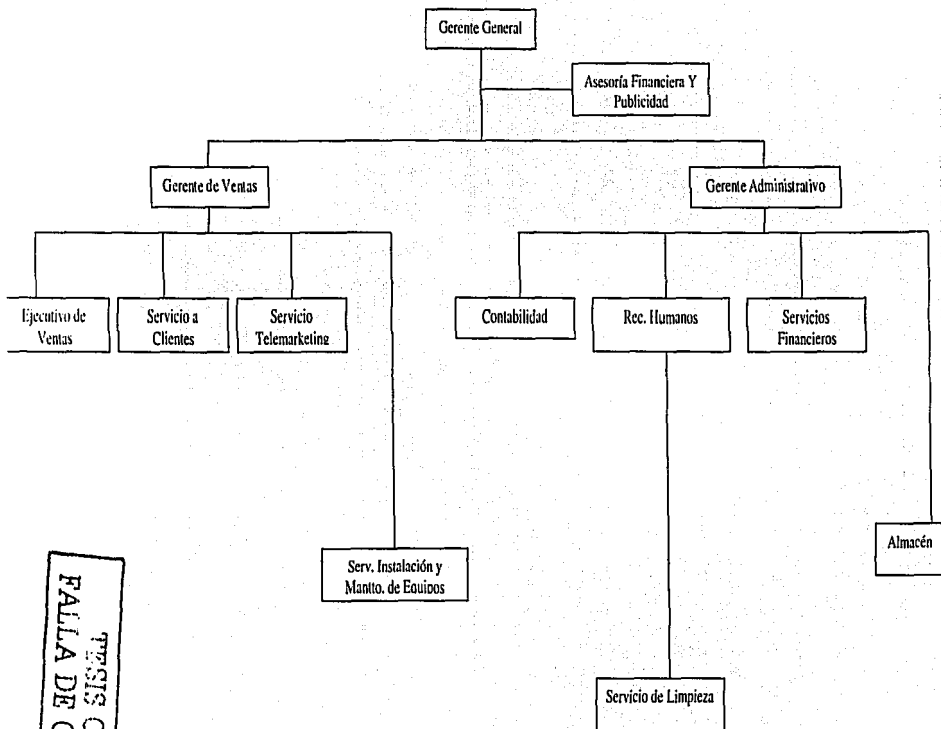 Gerente General
Asesoría Financiera Y
Publicidad
Gerente de Ventas
Gerente Administrativo
Ejecutivo de
Ventas
Servicio a
Clientes
Servicio
Telemarketing
Contabilidad
Rec. Humanos
Servicios
Financieros
Serv. Instalación y
Mantto. de Equipos
Almacén
Servicio de Limpieza
TESIS
FALLA DE